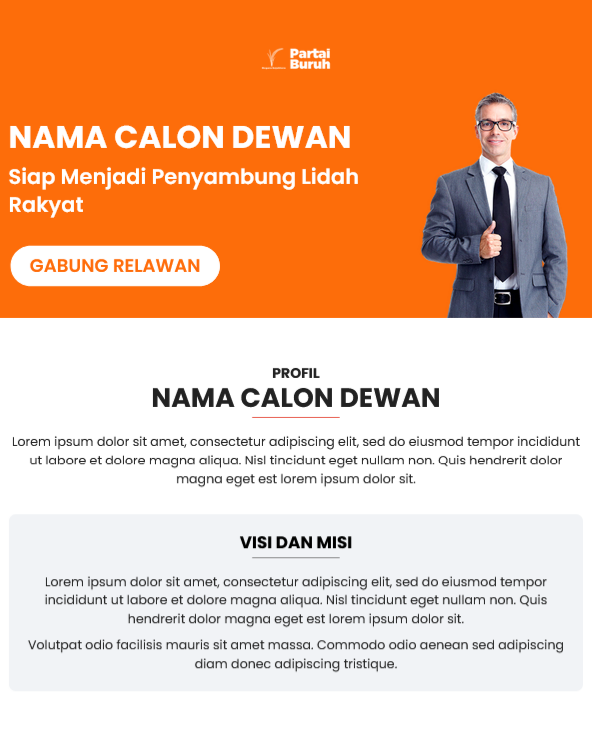 Partai
Buruh
NAMA CALON DEWAN
Siap Menjadi Penyambung Lidah
Rakyat
GABUNG RELAWAN
PROFIL
NAMA CALON DEWAN
Lorem ipsum dolor sit amet, consectetur adipiscing elit, sed do eiusmod tempor incididunt
ut labore et dolore magna aliqua. Nisl tincidunt eget nullam non. Quis hendrerit dolor
magna eget est lorem ipsum dolor sit.
VISI DAN MISI
Lorem ipsum dolor sit amet, consectetur adipiscing elit, sed do eiusmod tempor
incididunt ut labore et dolore magna aliqua. Nisl tincidunt eget nullam non. Quis
hendrerit dolor magna eget est lorem ipsum dolor sit.
Volutpat odio facilisis mauris sit amet massa. Commodo odio aenean sed adipiscing
diam donec adipiscing tristique.